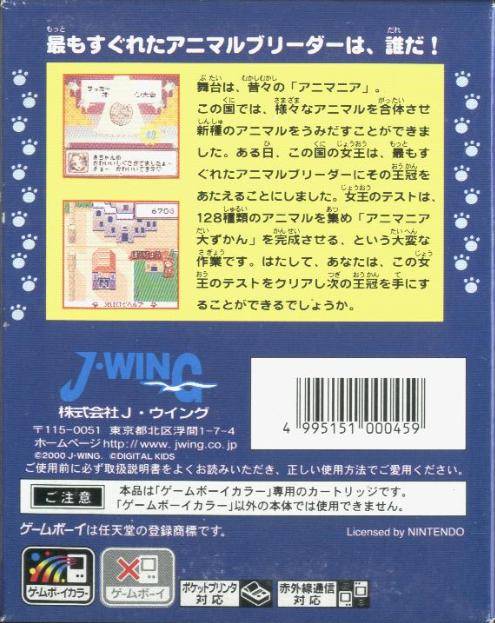 最もすぐれたアニマルブリーダーは、誰だ！
舞台は、昔々の「アニマニア」。
この国では、様々なアニマルを合体させ
新種のアニマルをうみだすことができま
した。ある日、この国の女王は、最もす
ぐれたアニマルブリーダーにその王冠を
あたえることにしました。女王のテストは、
128種類のアニマルを集め「アニマニア
大ずかん」を完成させる、という大変な
作業です。はたして、あなたは、この女
王のテストをクリアし次の王冠を手にす
ることができるでしょうか。
J·WING
株式会社J・ウイング
〒115-0051 東京都北区浮間1-7-4
ホームページhttp://www.jwing.co.jp
©2000 J-WING. ©DIGITAL KIDS
4 995151 000459
ご使用前に必ず取扱説明書をよくお読みいただき、正しい使用方法でご愛用ください。
ご注意
本品は「ゲームボーイカラー」専用のカートリッジです。
「ゲームボーイカラー」以外の本体では使用できません。
ゲームボーイは任天堂の登録商標です。
Licensed by NINTENDO
ゲームボーイカラー
ゲームボーイ
ポケットプリンタ
対応
赤外線通信
対応